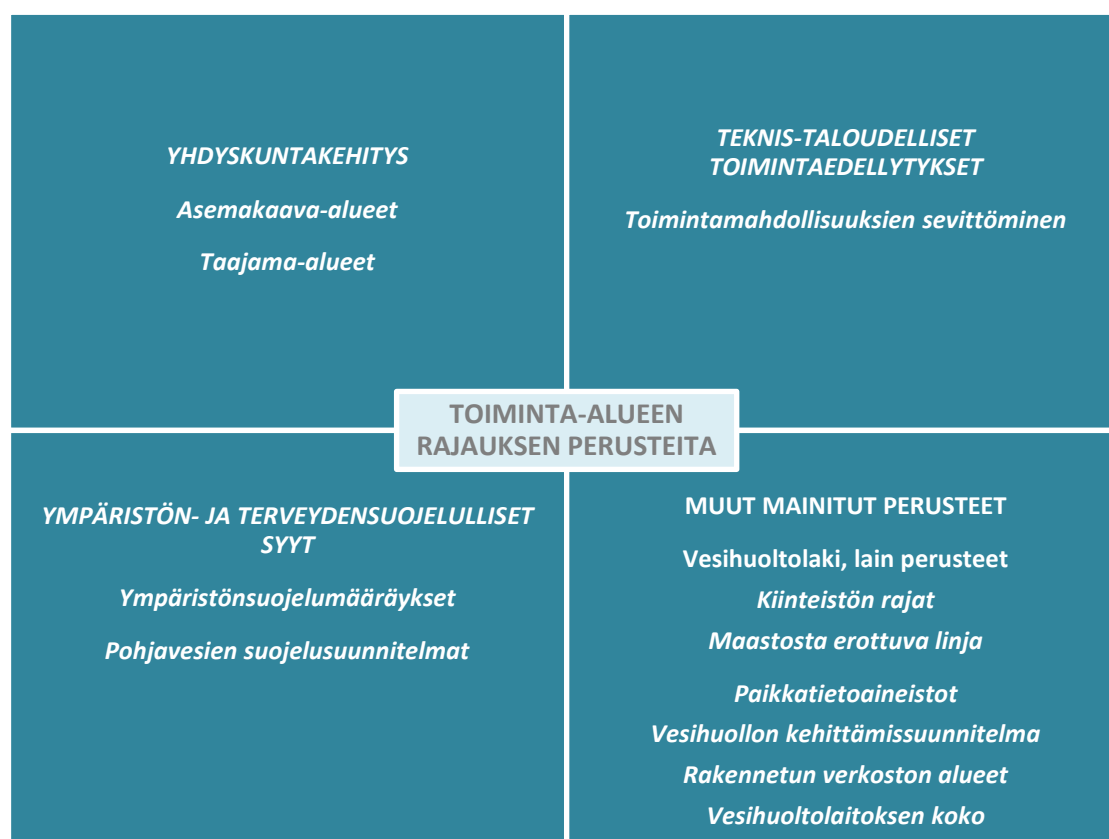 YHDYSKUNTAKEHITYS
Asemakaava-alueet
Taajama-alueet
TEKNIS-TALOUDELLISET
TOIMINTAEDELLYTYKSET
Toimintamahdollisuuksien sevittöminen
TOIMINTA-ALUEEN
RAJAUKSEN PERUSTEITA
YMPÄRISTÖN- JA TERVEYDENSUOJELULLISET
SYYT
Ympäristönsuojelumääräykset
Pohjavesien suojelusuunnitelmat
MUUT MAINITUT PERUSTEET
Vesihuoltolaki, lain perusteet
Kiinteistön rajat
Maastosta erottuva linja
Paikkatietoaineistot
Vesihuollon kehittämissuunnitelma
Rakennetun verkoston alueet
Vesihuoltolaitoksen koko